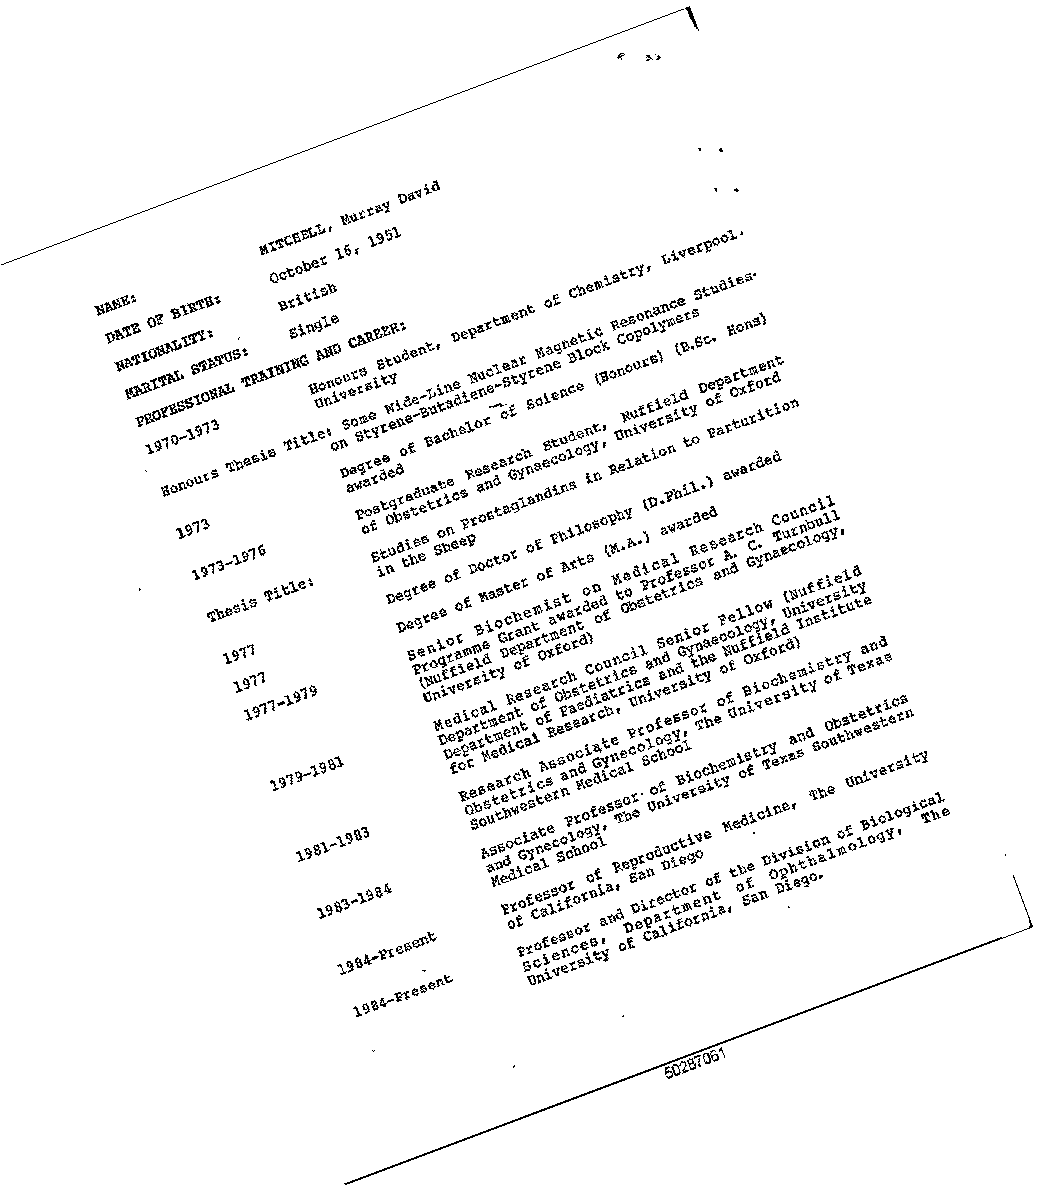 NAME: MITCHELL, Murray David
DATE OF BIRTH: October 16, 1951
NATIONALITY: British
MARITAL STATUS: Single
PROFESSIONAL TRAINING AND CAREER:
1970-1973 Honours Student, Department of Chemistry, Liverpool.
University
Honours Thesis Title: Some Wide-Line Nuclear Magnetic Resonance Studies.
on Styrene-Butadiene-Styrene Block Copolymers
1973 Degree of Bachelor of Science (Honours) (B.Sc. Hons)
awarded
1973-1976 Postgraduate Research Student, Nuffield Department
of Obstetrics and Gynaecology, University of Oxford
Thesis Title: Studies on Prostaglandins in Relation to Parturition
in the Sheep
1977 Degree of Doctor of Philosophy (D.Phil.) awarded
1977 Degree of Master of Arts (M.A.) awarded
1977-1979 Senior Biochemist on Medical Research Council
Programme Grant awarded to Professor A. C. Turnbull
(Nuffield Department of Obstetrics and Gynaecology,
University of Oxford)
1979-1981 Medical Research Council Senior Fellow (Nuffield
Department of Obstetrics and Gynaecology, University
Department of Paediatrics and the Nuffield Institute
for Medical Research, University of Oxford)
1981-1983 Research Associate Professor of Biochemistry and
Obstetrics and Gynecology, The University of Texas
Southwestern Medical School
1983-1984 Associate Professor of Biochemistry and Obstetrics
and Gynecology, The University of Texas Southwestern
Medical School
1984-Present Professor of Reproductive Medicine, The University
of California, San Diego
1984-Present Professor and Director of the Division of Biological
Sciences, Department of Ophthalmology, The
University of California, San Diego.
50287061